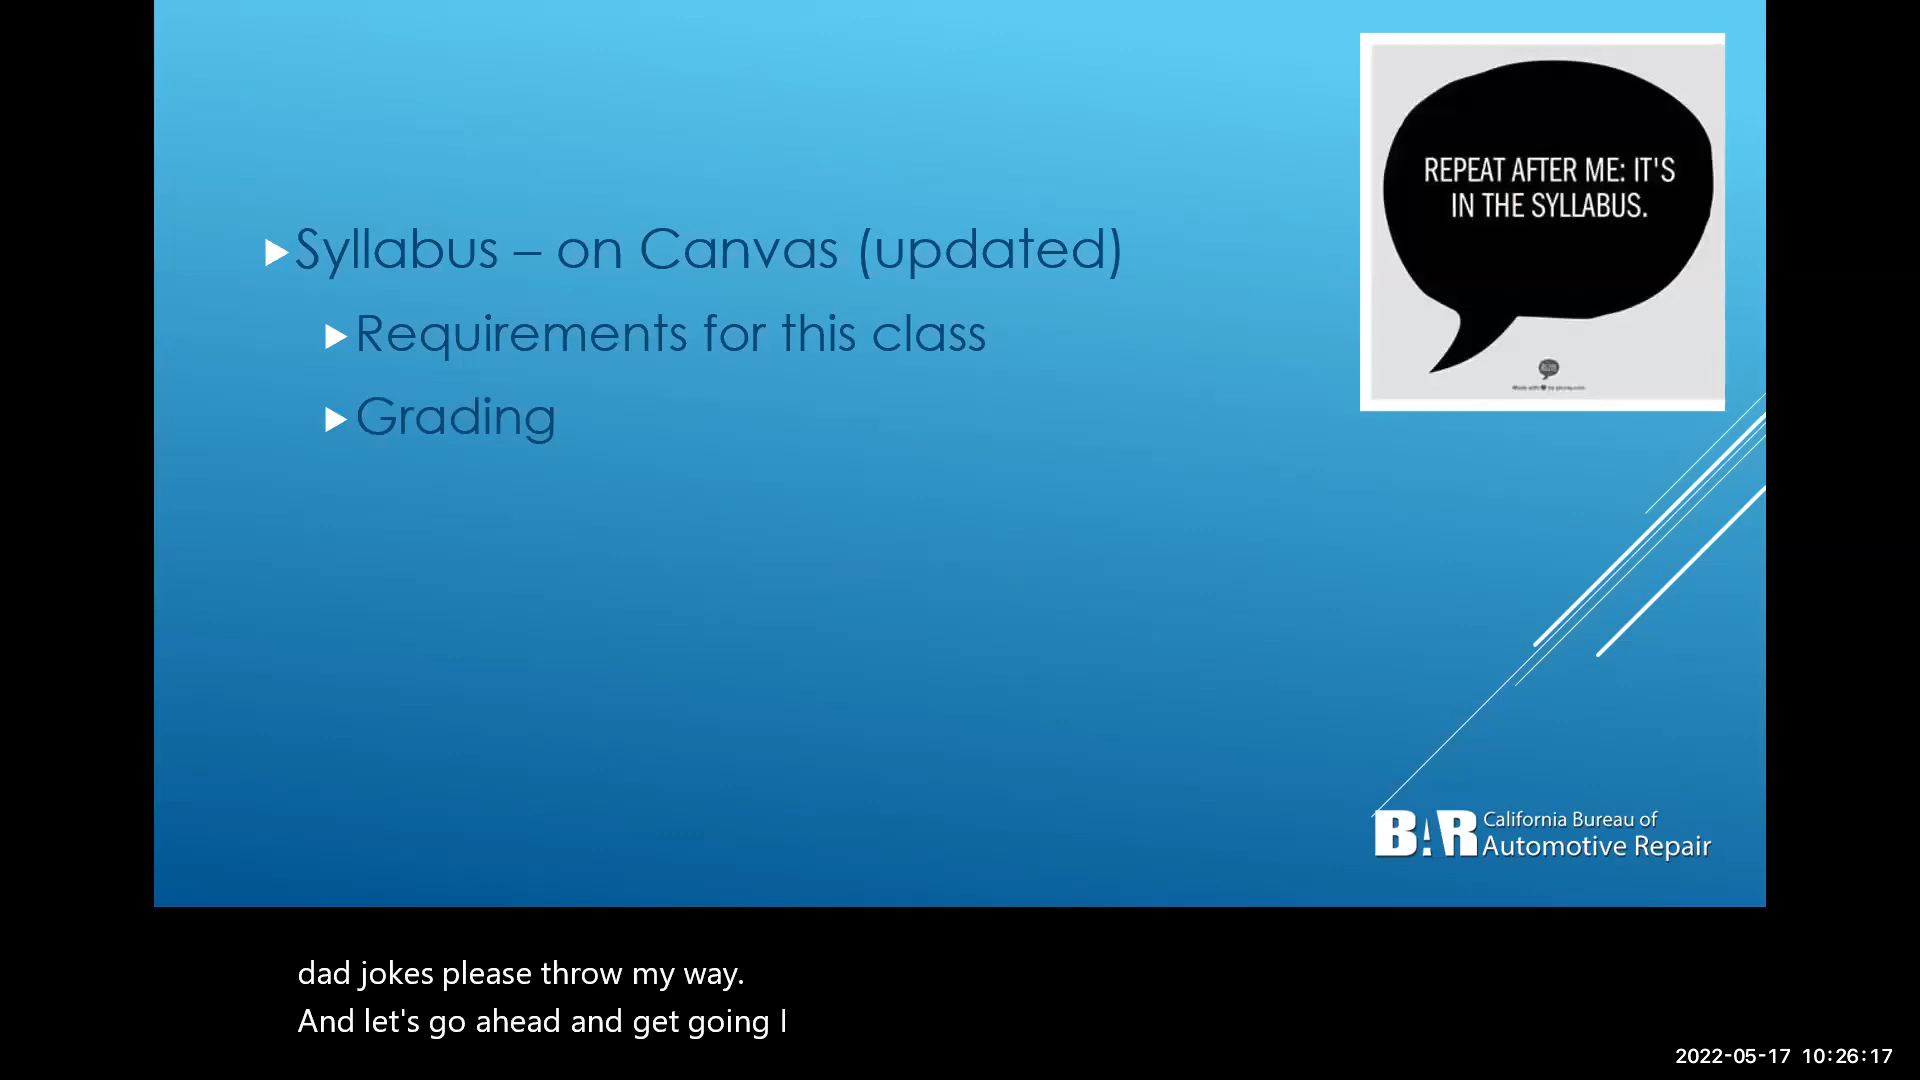 Syllabus – on Canvas (updated)
Requirements for this class
Grading
REPEAT AFTER ME: IT'S
IN THE SYLLABUS.
BAR California Bureau of
Automotive Repair
dad jokes please throw my way.
And let's go ahead and get going I
2022-05-17 10:26:17